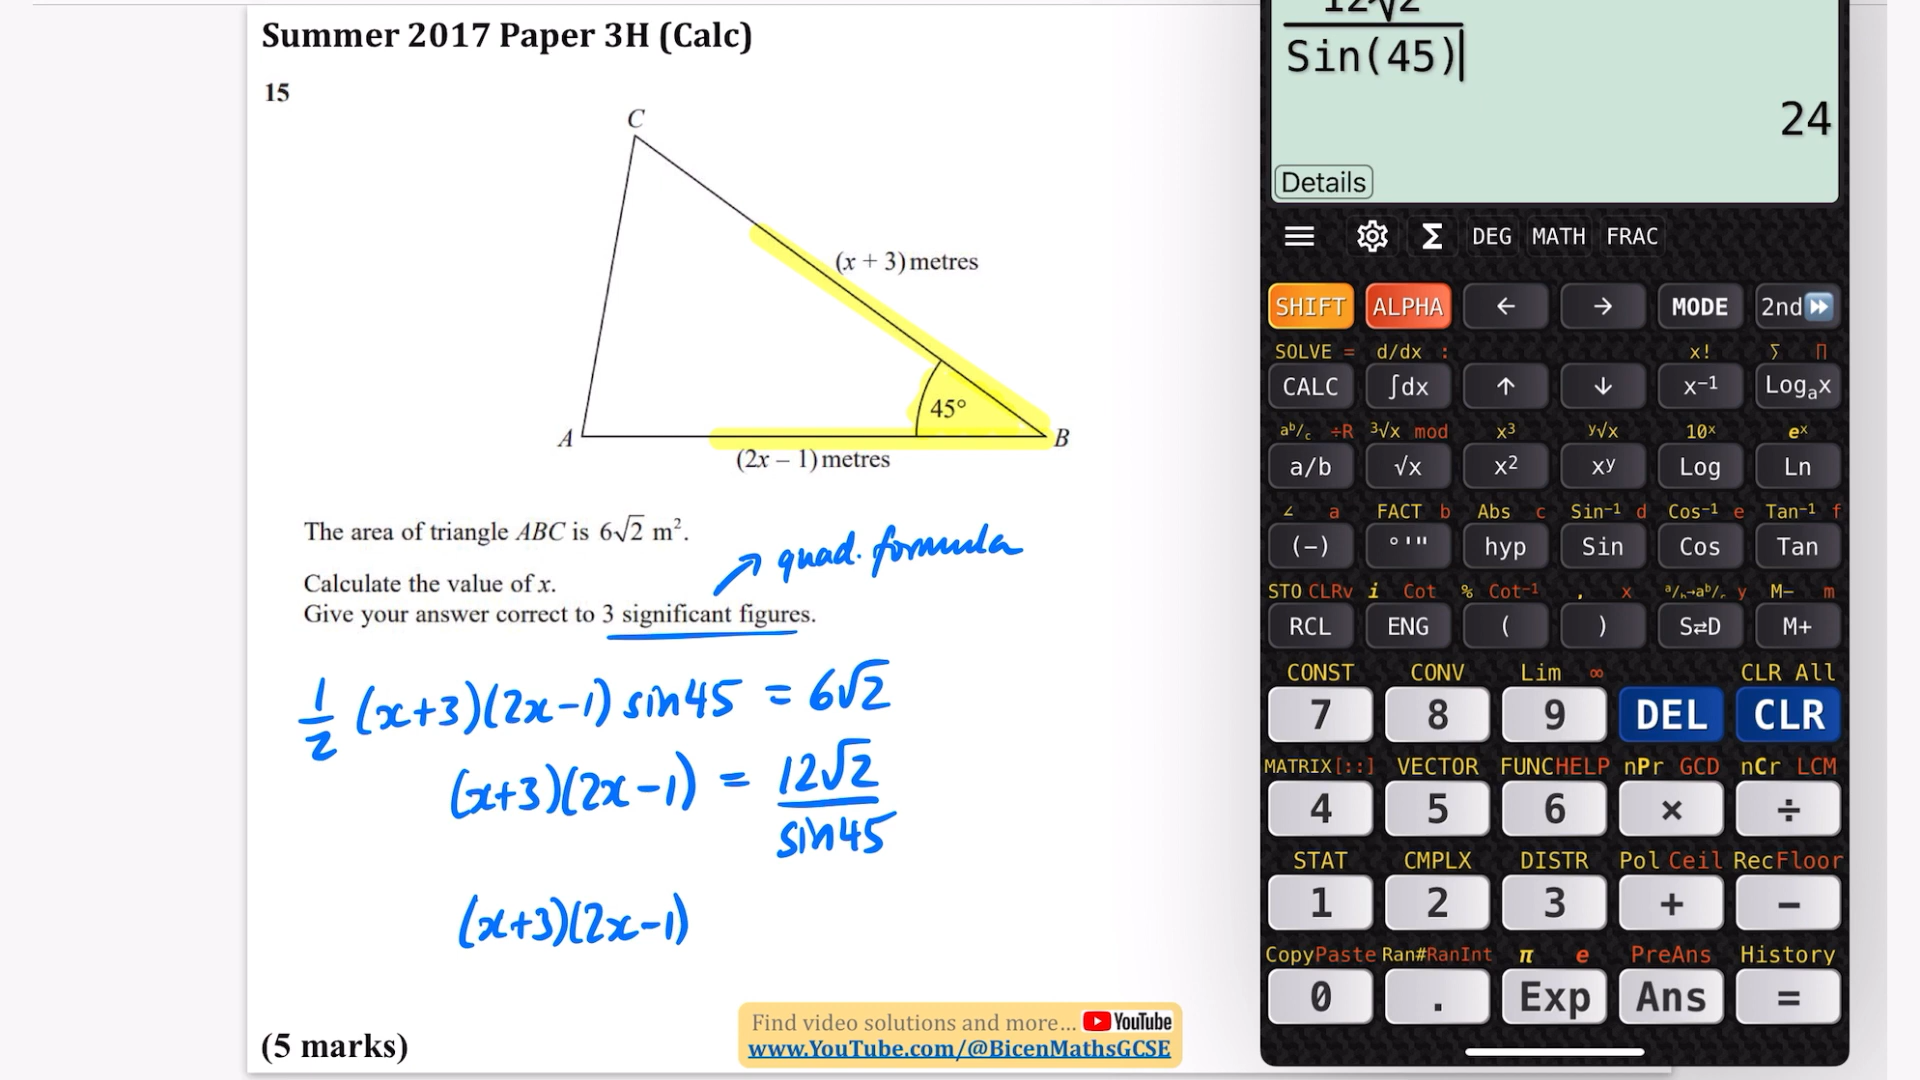 Summer 2017 Paper 3H (Calc)
15
C
(x + 3) metres
45°
A
B
(2x – 1) metres
The area of triangle ABC is 6√2 m².
quad. formula
Calculate the value of x.
Give your answer correct to 3 significant figures.
1/2 (x+3)(2x-1) sin45 = 6√2
(x+3)(2x-1) = 12√2/sin45
(x+3)(2x-1)
(5 marks)
Find video solutions and more... YouTube
www.YouTube.com/@BicenMathsGCSE
12√2
Sin(45)
24
Details
Σ DEG MATH FRAC
SHIFT ALPHA ← → MODE 2nd
SOLVE = d/dx : x! ∑ ∏
CALC ∫dx ↑ ↓ x⁻¹ Logₐx
aᵇ/c ÷R ³√x mod x³ ʸ√x 10ˣ eˣ
a/b √x x² xʸ Log Ln
∠ a FACT b Abs c Sin⁻¹ d Cos⁻¹ e Tan⁻¹ f
(−) °'" hyp Sin Cos Tan
STO CLRv i Cot % Cot⁻¹ , x y M− m
RCL ENG ( ) S⇄D M+
CONST CONV Lim ∞ CLR All
7 8 9 DEL CLR
MATRIX[::] VECTOR FUNC HELP nPr GCD nCr LCM
4 5 6 × ÷
STAT CMPLX DISTR Pol Ceil Rec Floor
1 2 3 + −
Copy Paste Ran# RanInt π e PreAns History
0 . Exp Ans =